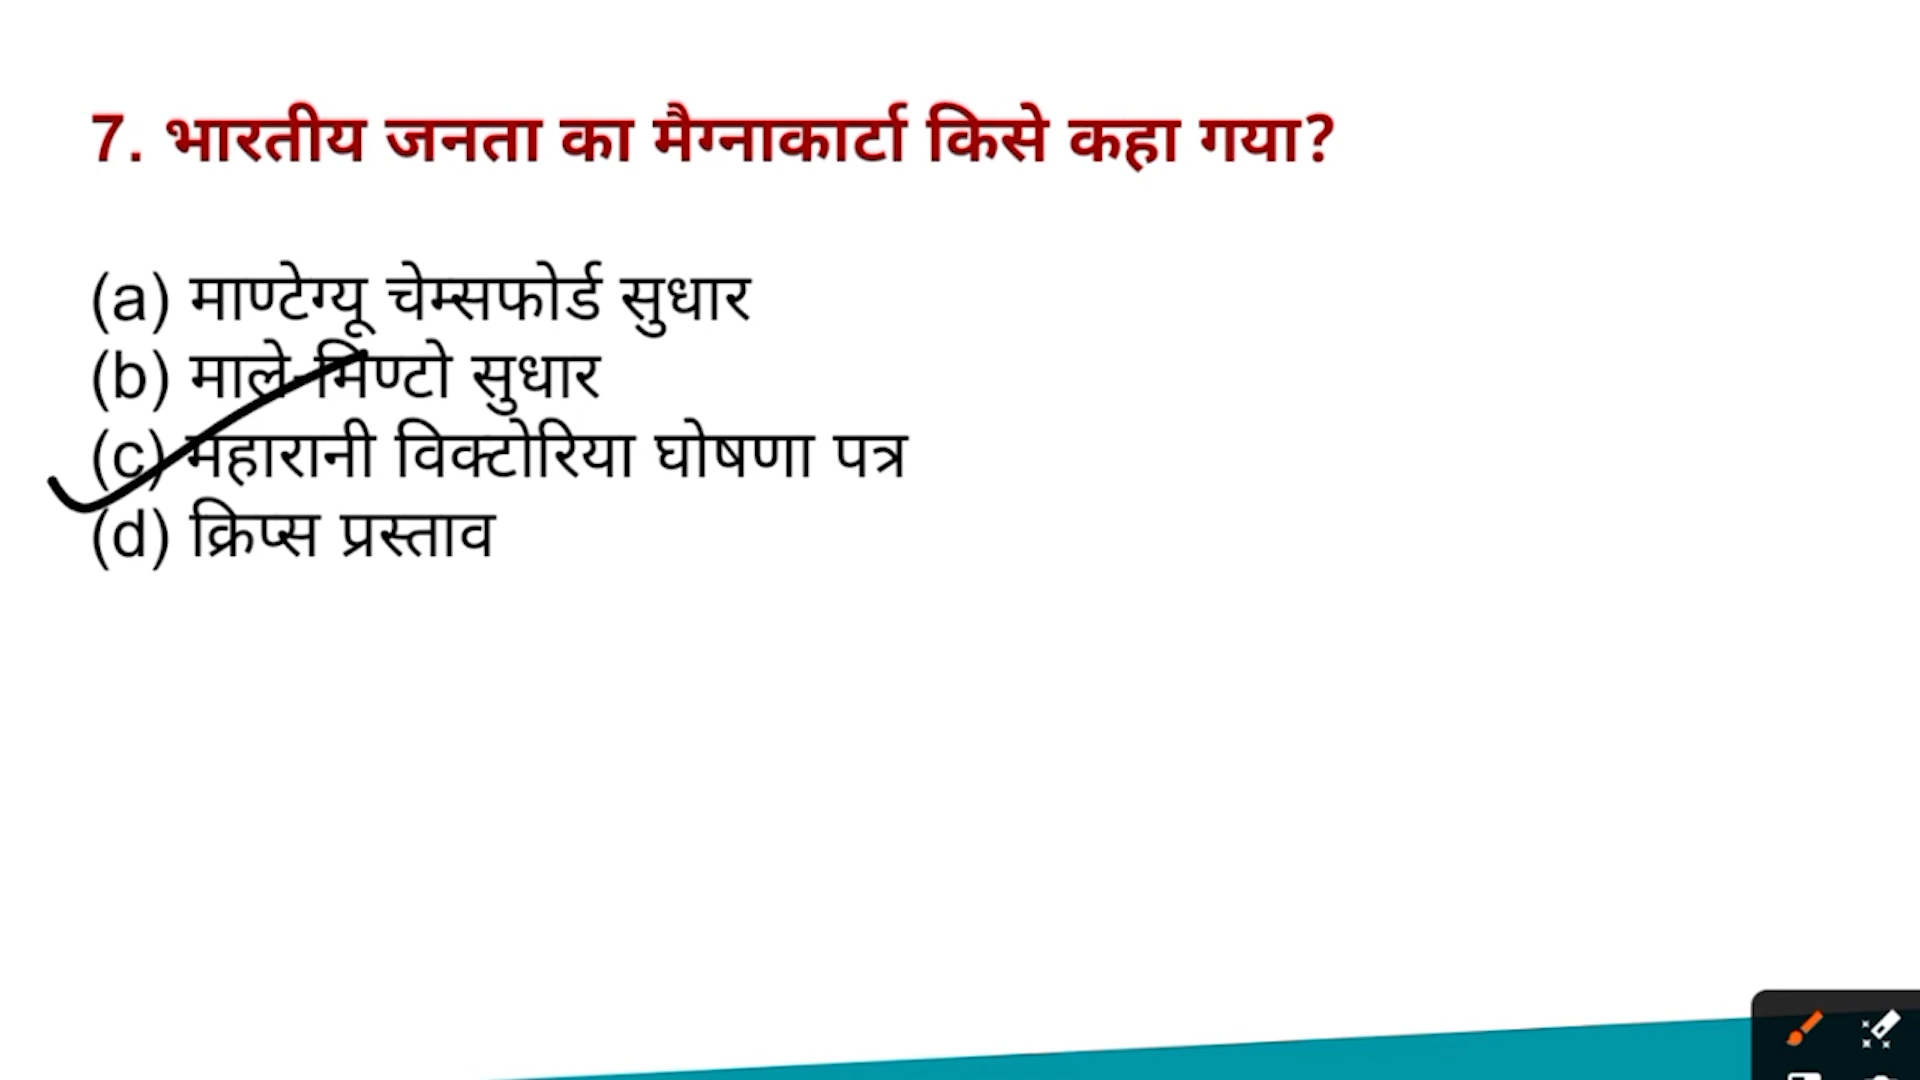 7. भारतीय जनता का मैग्नाकार्टा किसे कहा गया?
(a) माण्टेग्यू चेम्सफोर्ड सुधार
(b) माले-मिण्टो सुधार
(c) महारानी विक्टोरिया घोषणा पत्र
(d) क्रिप्स प्रस्ताव